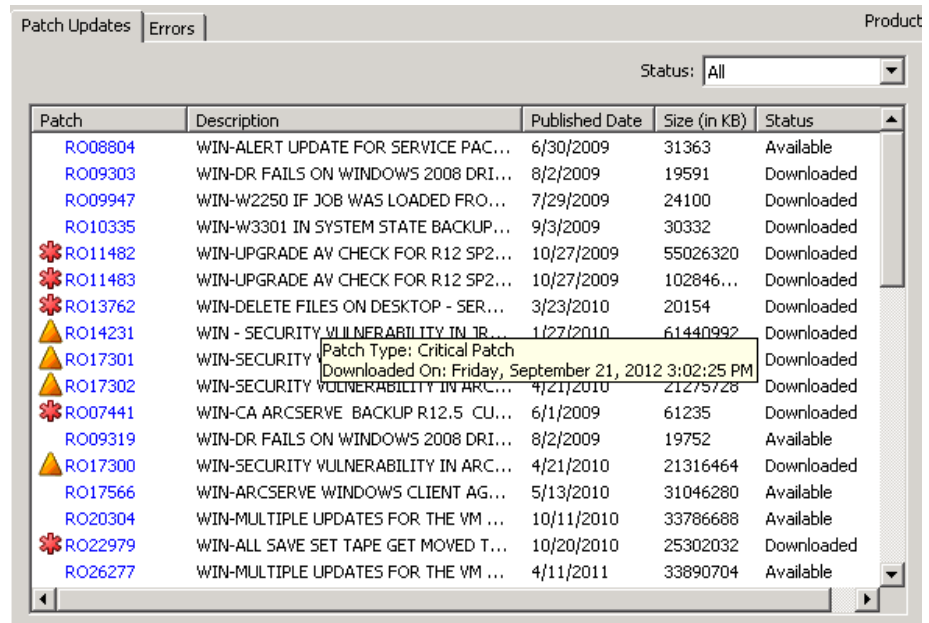 Patch Updates Errors Product
Status: All
Patch Description Published Date Size (in KB) Status
RO08804 WIN-ALERT UPDATE FOR SERVICE PAC... 6/30/2009 31363 Available
RO09303 WIN-DR FAILS ON WINDOWS 2008 DRI... 8/2/2009 19591 Downloaded
RO09947 WIN-W2250 IF JOB WAS LOADED FRO... 7/29/2009 24100 Downloaded
RO10335 WIN-W3301 IN SYSTEM STATE BACKUP... 9/3/2009 30332 Downloaded
RO11482 WIN-UPGRADE AV CHECK FOR R12 SP2... 10/27/2009 55026320 Downloaded
RO11483 WIN-UPGRADE AV CHECK FOR R12 SP2... 10/27/2009 102846... Downloaded
RO13762 WIN-DELETE FILES ON DESKTOP - SER... 3/23/2010 20154 Downloaded
RO14231 WIN - SECURITY VULNERABILITY IN JR... 1/27/2010 61440992 Downloaded
Patch Type: Critical Patch
RO17301 WIN-SECURITY Downloaded
Downloaded On: Friday, September 21, 2012 3:02:25 PM
RO17302 WIN-SECURITY VULNERABILITY IN ARC... 4/21/2010 21275728 Downloaded
RO07441 WIN-CA ARCSERVE BACKUP R12.5 CU... 6/1/2009 61235 Downloaded
RO09319 WIN-DR FAILS ON WINDOWS 2008 DRI... 8/2/2009 19752 Available
RO17300 WIN-SECURITY VULNERABILITY IN ARC... 4/21/2010 21316464 Downloaded
RO17566 WIN-ARCSERVE WINDOWS CLIENT AG... 5/13/2010 31046280 Available
RO20304 WIN-MULTIPLE UPDATES FOR THE VM ... 10/11/2010 33786688 Available
RO22979 WIN-ALL SAVE SET TAPE GET MOVED T... 10/20/2010 25302032 Downloaded
RO26277 WIN-MULTIPLE UPDATES FOR THE VM ... 4/11/2011 33890704 Available